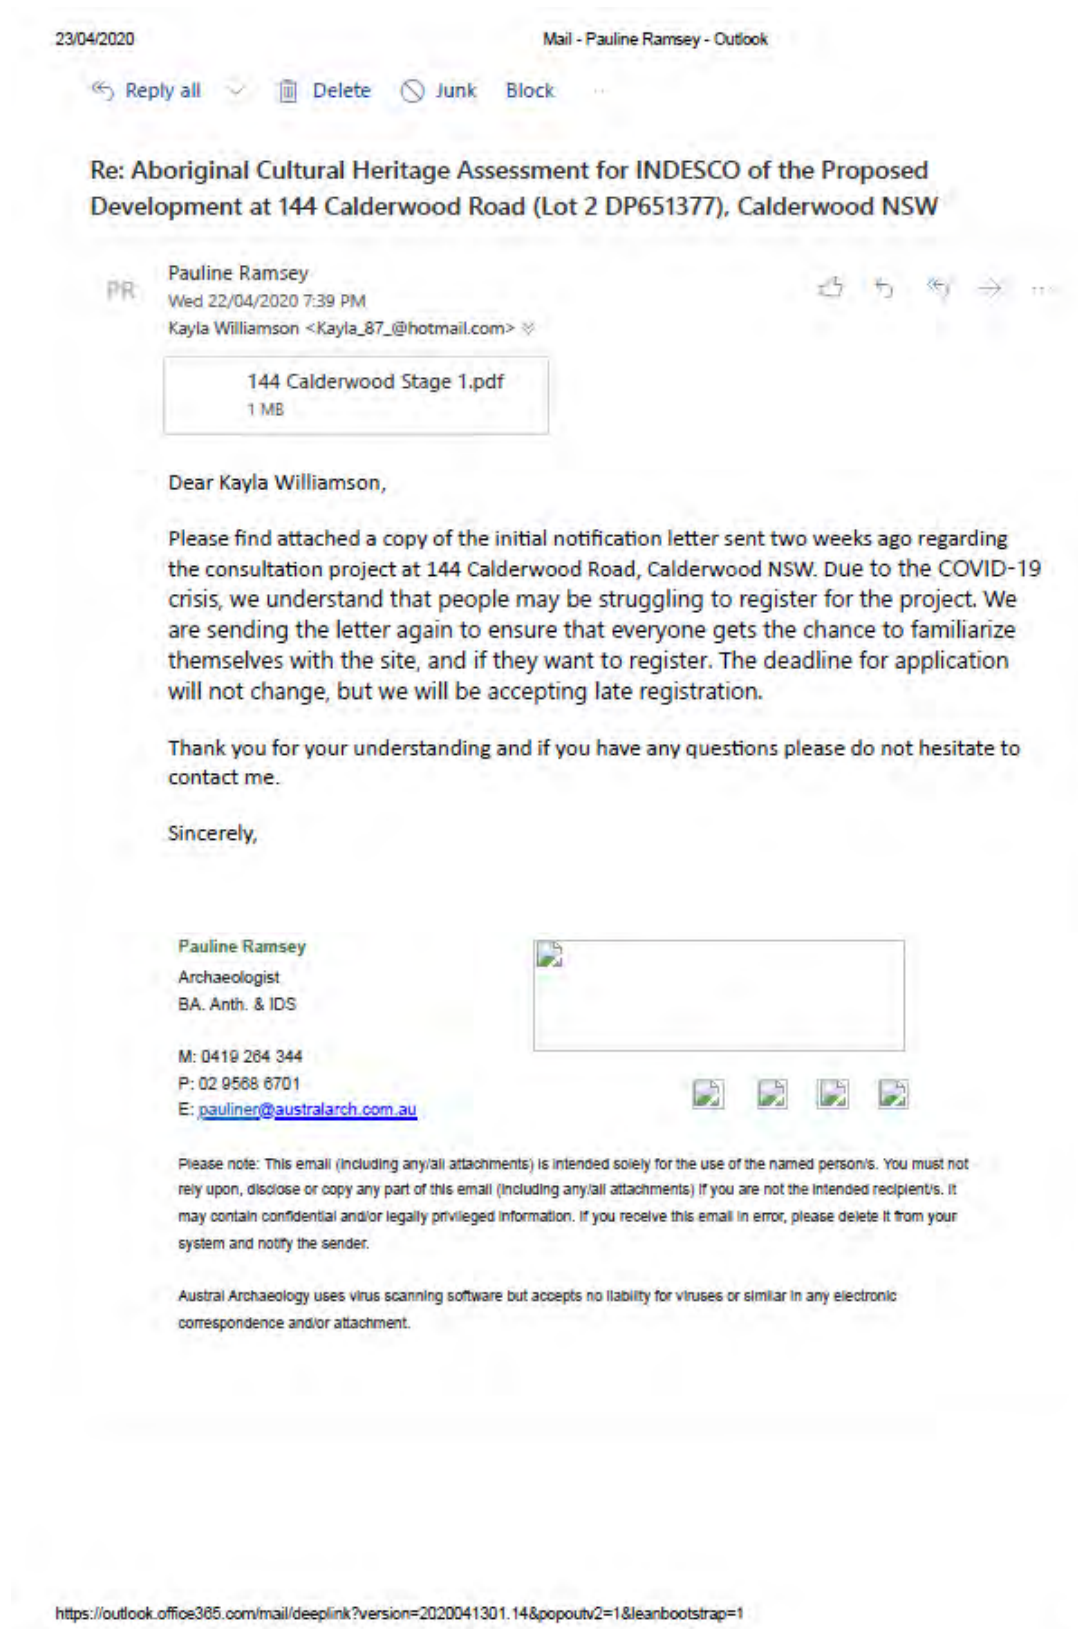 23/04/2020 Mail - Pauline Ramsey - Outlook
Reply all Delete Junk Block ...
Re: Aboriginal Cultural Heritage Assessment for INDESCO of the Proposed
Development at 144 Calderwood Road (Lot 2 DP651377), Calderwood NSW
PR
Pauline Ramsey
Wed 22/04/2020 7:39 PM
Kayla Williamson <Kayla_87_@hotmail.com>
144 Calderwood Stage 1.pdf
1 MB
Dear Kayla Williamson,
Please find attached a copy of the initial notification letter sent two weeks ago regarding
the consultation project at 144 Calderwood Road, Calderwood NSW. Due to the COVID-19
crisis, we understand that people may be struggling to register for the project. We
are sending the letter again to ensure that everyone gets the chance to familiarize
themselves with the site, and if they want to register. The deadline for application
will not change, but we will be accepting late registration.
Thank you for your understanding and if you have any questions please do not hesitate to
contact me.
Sincerely,
Pauline Ramsey
Archaeologist
BA. Anth. & IDS
M: 0419 264 344
P: 02 9568 6701
E: pauliner@australarch.com.au
Please note: This email (including any/all attachments) is intended solely for the use of the named person/s. You must not
rely upon, disclose or copy any part of this email (including any/all attachments) if you are not the intended recipient/s. It
may contain confidential and/or legally privileged information. If you receive this email in error, please delete it from your
system and notify the sender.
Austral Archaeology uses virus scanning software but accepts no liability for viruses or similar in any electronic
correspondence and/or attachment.
https://outlook.office365.com/mail/deeplink?version=2020041301.14&popoutv2=1&leanbootstrap=1